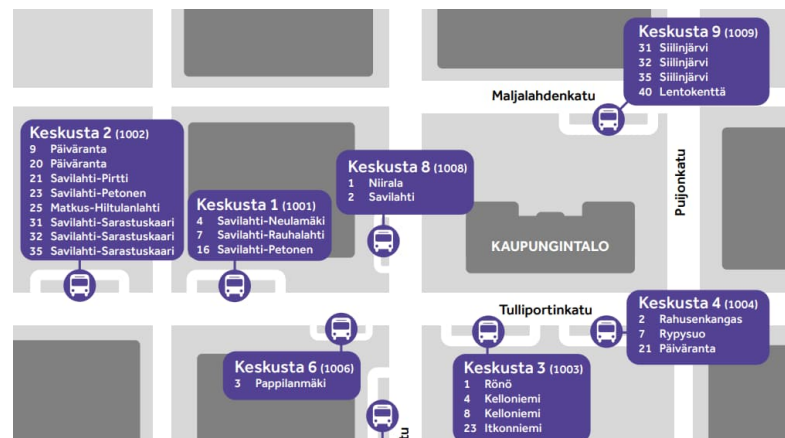 Keskusta 9 (1009)
31 Siilinjärvi
32 Siilinjärvi
35 Siilinjärvi
40 Lentokenttä
Maljalahdenkatu
Keskusta 2 (1002)
9 Päiväranta
20 Päiväranta
21 Savilahti-Pirtti
23 Savilahti-Petonen
25 Matkus-Hiltulanlahti
31 Savilahti-Sarastuskaari
32 Savilahti-Sarastuskaari
35 Savilahti-Sarastuskaari
Keskusta 1 (1001)
4 Savilahti-Neulamäki
7 Savilahti-Rauhalahti
16 Savilahti-Petonen
Keskusta 8 (1008)
1 Niirala
2 Savilahti
Puijonkatu
KAUPUNGINTALO
Tulliportinkatu
Keskusta 4 (1004)
2 Rahusenkangas
7 Rypysuo
21 Päiväranta
Keskusta 6 (1006)
3 Pappilanmäki
Keskusta 3 (1003)
1 Rönö
4 Kelloniemi
8 Kelloniemi
23 Itkonniemi